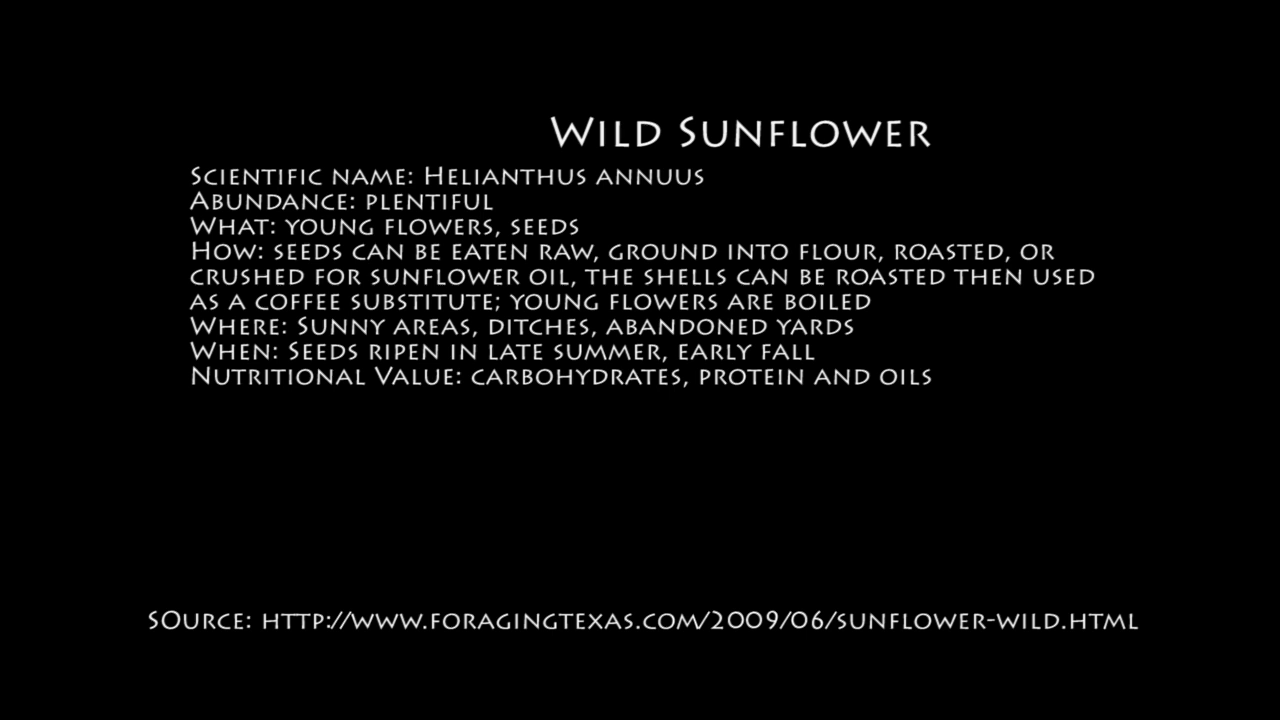 Wild Sunflower
Scientific name: Helianthus annuus
Abundance: plentiful
What: young flowers, seeds
How: seeds can be eaten raw, ground into flour, roasted, or
crushed for sunflower oil, the shells can be roasted then used
as a coffee substitute; young flowers are boiled
Where: Sunny areas, ditches, abandoned yards
When: Seeds ripen in late summer, early fall
Nutritional Value: carbohydrates, protein and oils
SOurce: http://www.foragingtexas.com/2009/06/sunflower-wild.html